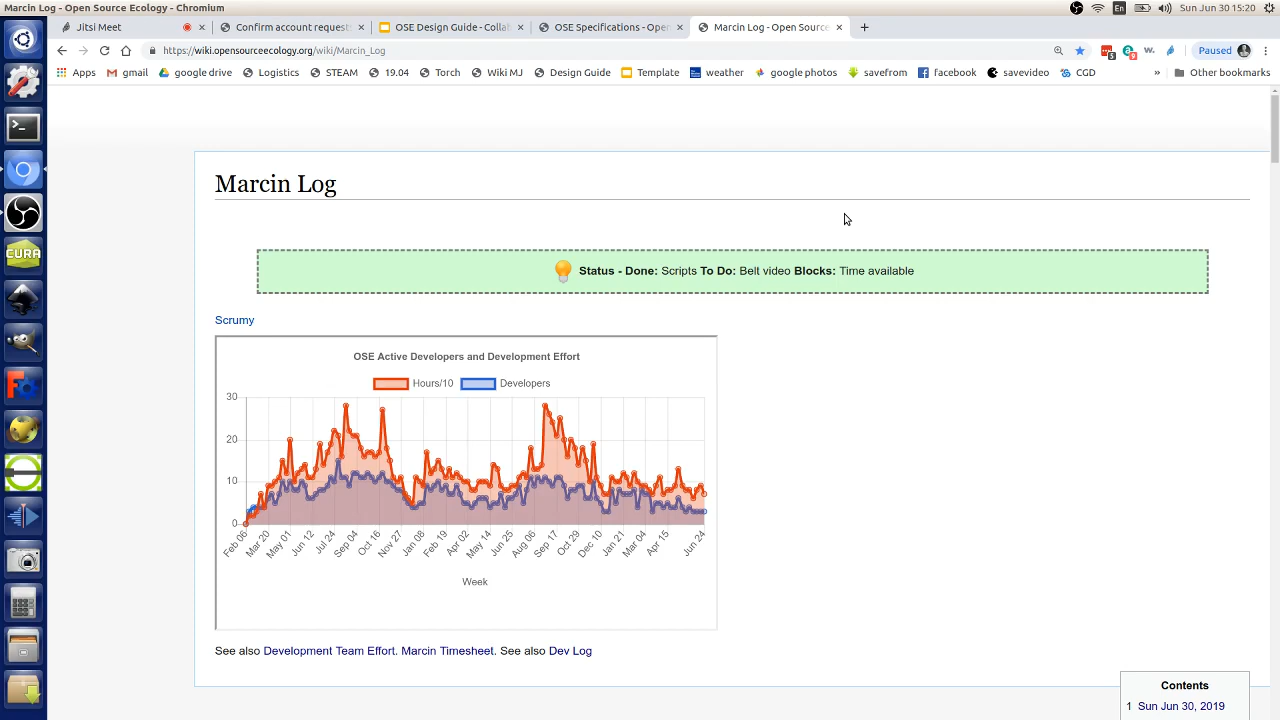 Marcin Log - Open Source Ecology - Chromium
En
Sun Jun 30 15:20
Jitsi Meet
Confirm account request
OSE Design Guide - Collab
OSE Specifications - Open
Marcin Log - Open Source
https://wiki.opensourceecology.org/wiki/Marcin_Log
Paused
Apps
gmail
google drive
Logistics
STEAM
19.04
Torch
Wiki MJ
Design Guide
Template
weather
google photos
savefrom
facebook
savevideo
CGD
»
Other bookmarks
CURA
Marcin Log
Status - Done: Scripts To Do: Belt video Blocks: Time available
Scrumy
OSE Active Developers and Development Effort
Hours/10
Developers
30
20
10
0
Feb 06
Mar 20
May 01
Jun 12
Jul 24
Sep 04
Oct 16
Nov 27
Jan 08
Feb 19
Apr 02
May 14
Jun 25
Aug 06
Sep 17
Oct 29
Dec 10
Jan 21
Mar 04
Apr 15
Jun 24
Week
See also Development Team Effort. Marcin Timesheet. See also Dev Log
Contents
1 Sun Jun 30, 2019